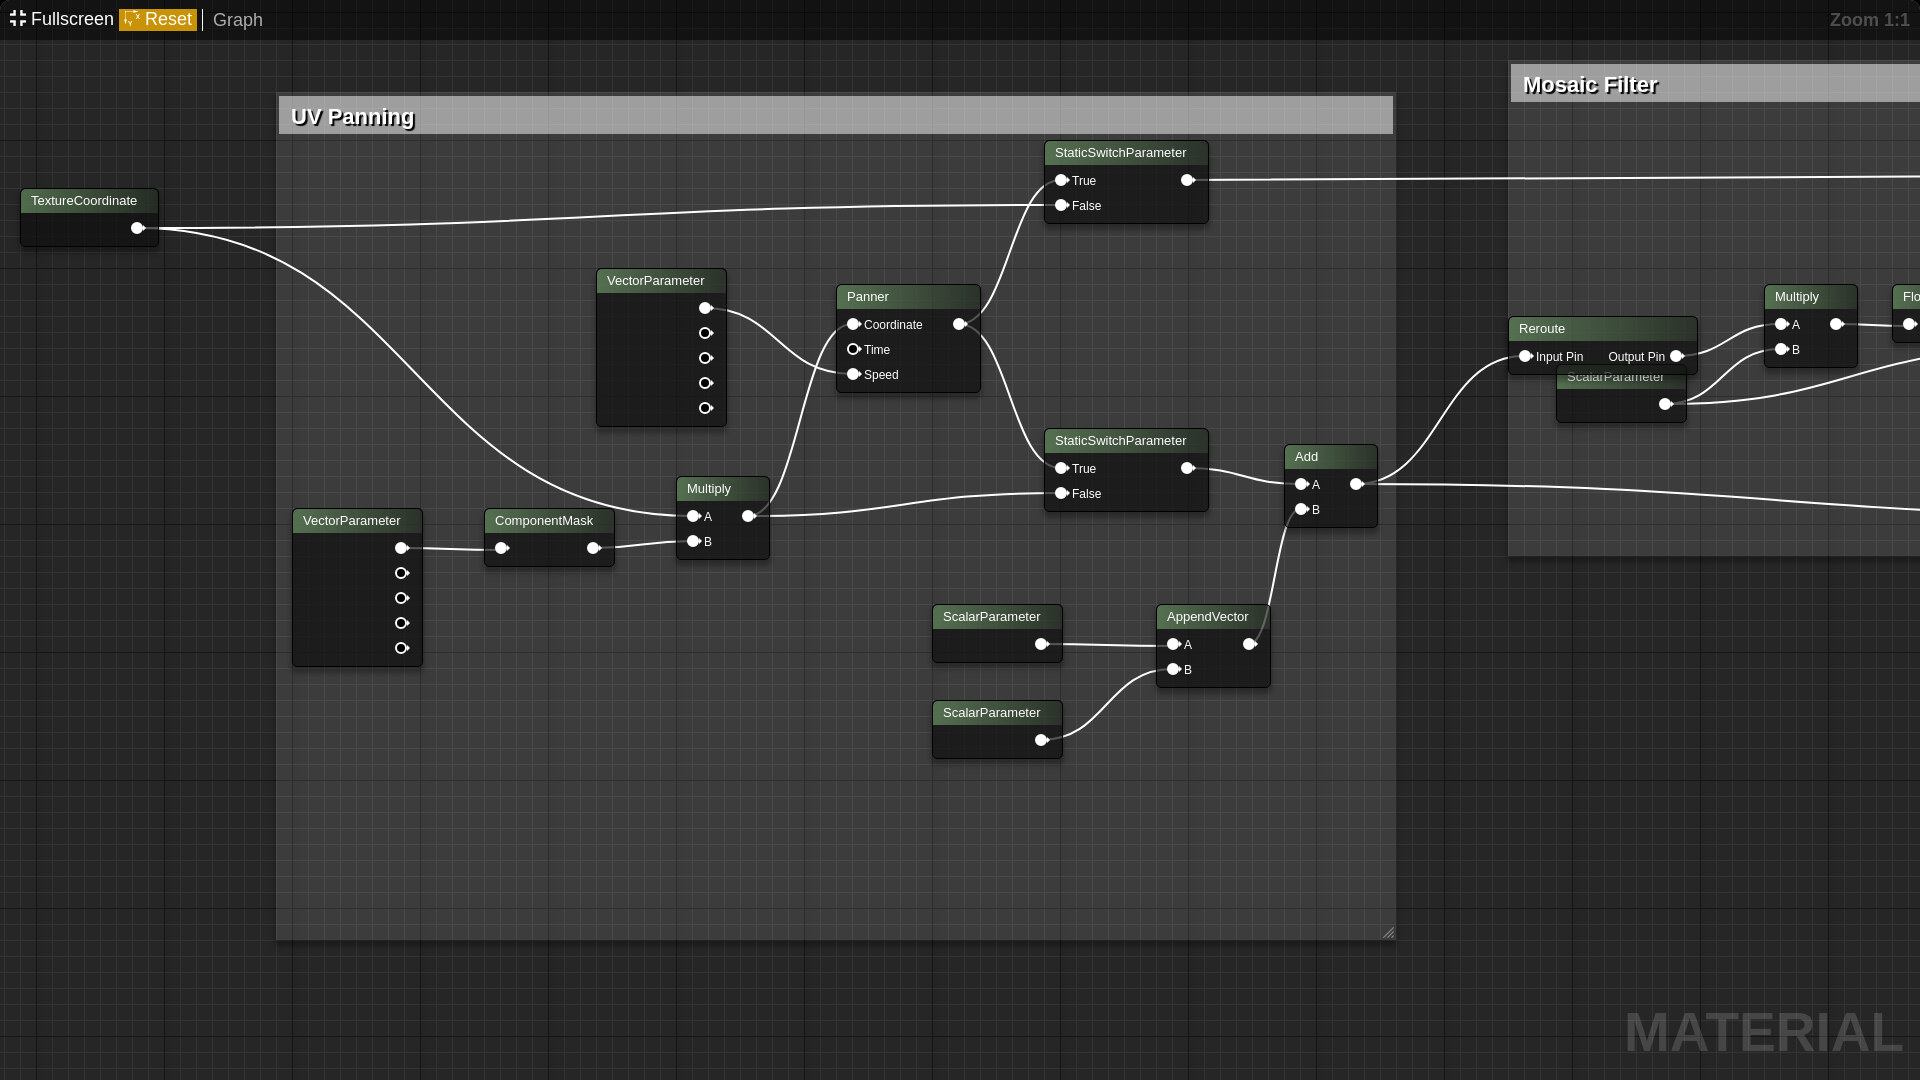 Fullscreen Reset Graph
Zoom 1:1
UV Panning
Mosaic Filter
TextureCoordinate
StaticSwitchParameter
True
False
VectorParameter
Panner
Coordinate
Time
Speed
Multiply
A
B
Flo
Reroute
Input Pin Output Pin
ScalarParameter
StaticSwitchParameter
True
False
Add
A
B
Multiply
A
B
VectorParameter
ComponentMask
ScalarParameter
AppendVector
A
B
ScalarParameter
MATERIAL